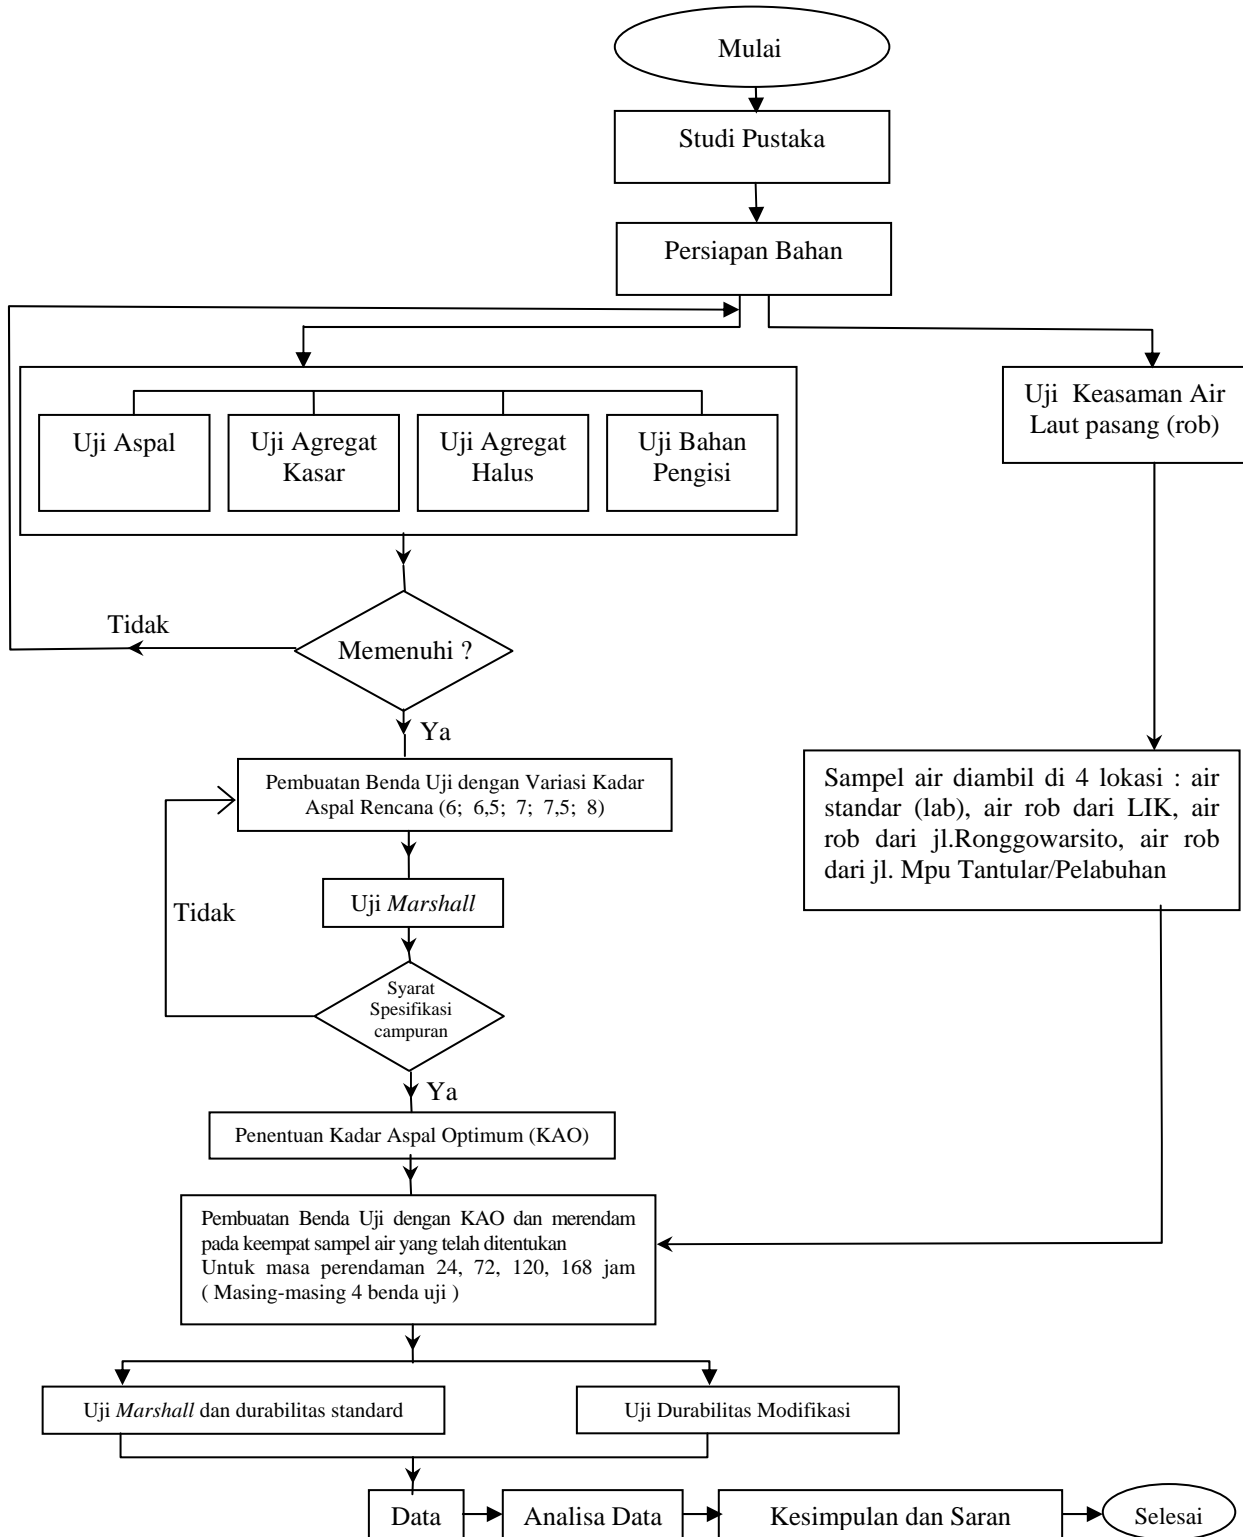 Mulai
Studi Pustaka
Persiapan Bahan
Uji Aspal
Uji Agregat
Kasar
Uji Agregat
Halus
Uji Bahan
Pengisi
Uji Keasaman Air
Laut pasang (rob)
Tidak
Memenuhi ?
Ya
Pembuatan Benda Uji dengan Variasi Kadar
Aspal Rencana (6; 6,5; 7; 7,5; 8)
Sampel air diambil di 4 lokasi : air
standar (lab), air rob dari LIK, air
rob dari jl.Ronggowarsito, air rob
dari jl. Mpu Tantular/Pelabuhan
Uji Marshall
Tidak
Syarat
Spesifikasi
campuran
Ya
Penentuan Kadar Aspal Optimum (KAO)
Pembuatan Benda Uji dengan KAO dan merendam
pada keempat sampel air yang telah ditentukan
Untuk masa perendaman 24, 72, 120, 168 jam
( Masing-masing 4 benda uji )
Uji Marshall dan durabilitas standard
Uji Durabilitas Modifikasi
Data
Analisa Data
Kesimpulan dan Saran
Selesai